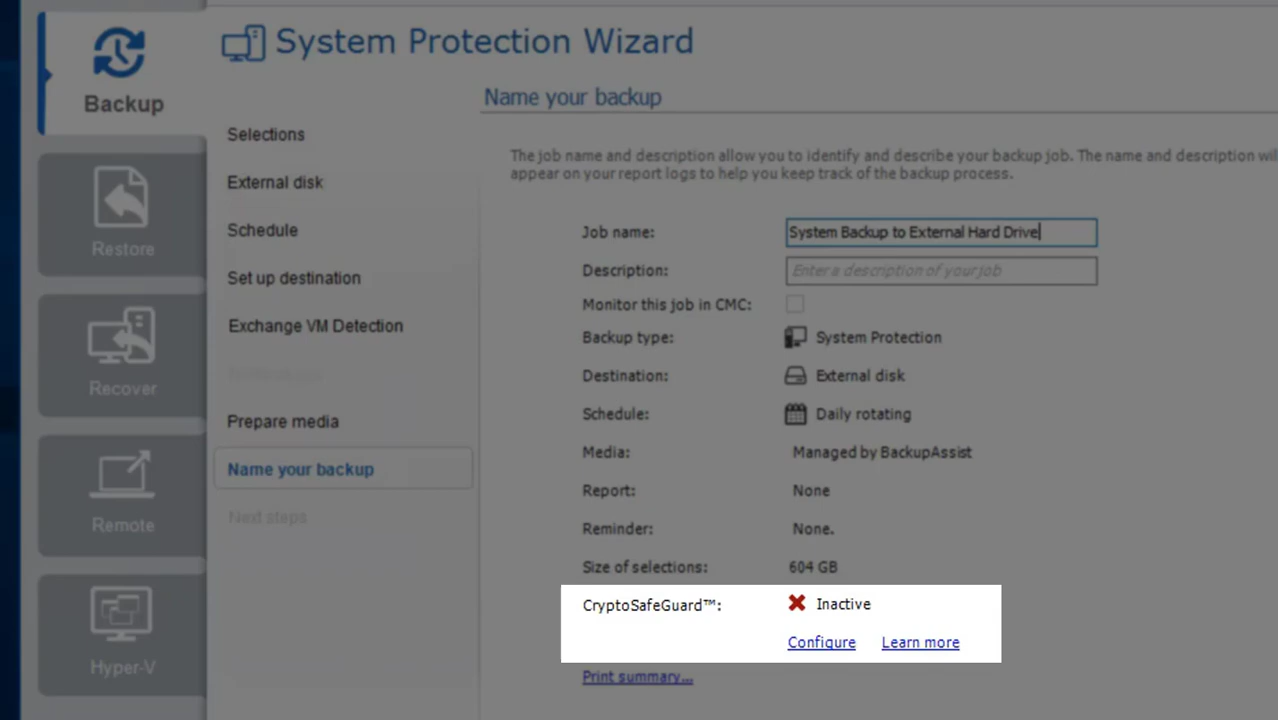 System Protection Wizard
Backup
Restore
Recover
Remote
Hyper-V
Selections
External disk
Schedule
Set up destination
Exchange VM Detection
Prepare media
Name your backup
Next steps
Name your backup
The job name and description allow you to identify and describe your backup job. The name and description will
appear on your report logs to help you keep track of the backup process.
Job name: System Backup to External Hard Drive
Description: Enter a description of your job
Monitor this job in CMC:
Backup type: System Protection
Destination: External disk
Schedule: Daily rotating
Media: Managed by BackupAssist
Report: None
Reminder: None.
Size of selections: 604 GB
CryptoSafeGuard™: Inactive
Configure Learn more
Print summary...